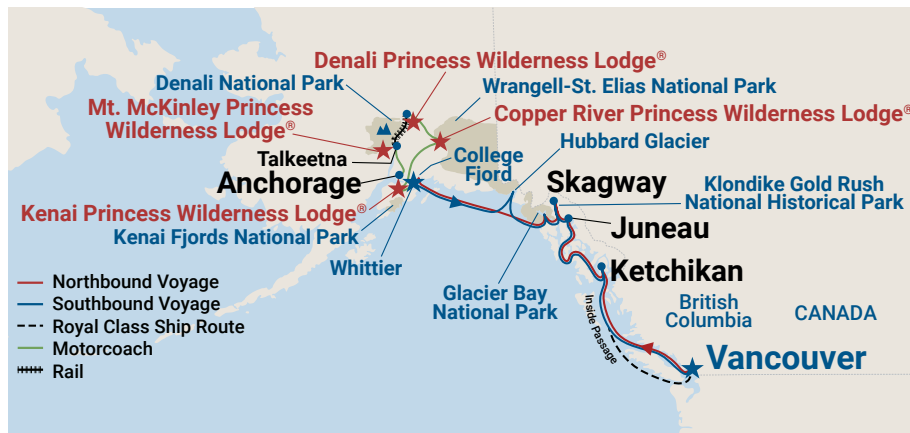 Denali Princess Wilderness Lodge®
Denali National Park
Wrangell-St. Elias National Park
Mt. McKinley Princess
Wilderness Lodge®
Copper River Princess Wilderness Lodge®
Hubbard Glacier
Talkeetna
College
Fjord
Anchorage
Skagway
Klondike Gold Rush
National Historical Park
Kenai Princess Wilderness Lodge®
Kenai Fjords National Park
Juneau
Whittier
Ketchikan
Glacier Bay
National Park
Inside Passage
British
Columbia
CANADA
Vancouver
Northbound Voyage
Southbound Voyage
Royal Class Ship Route
Motorcoach
Rail